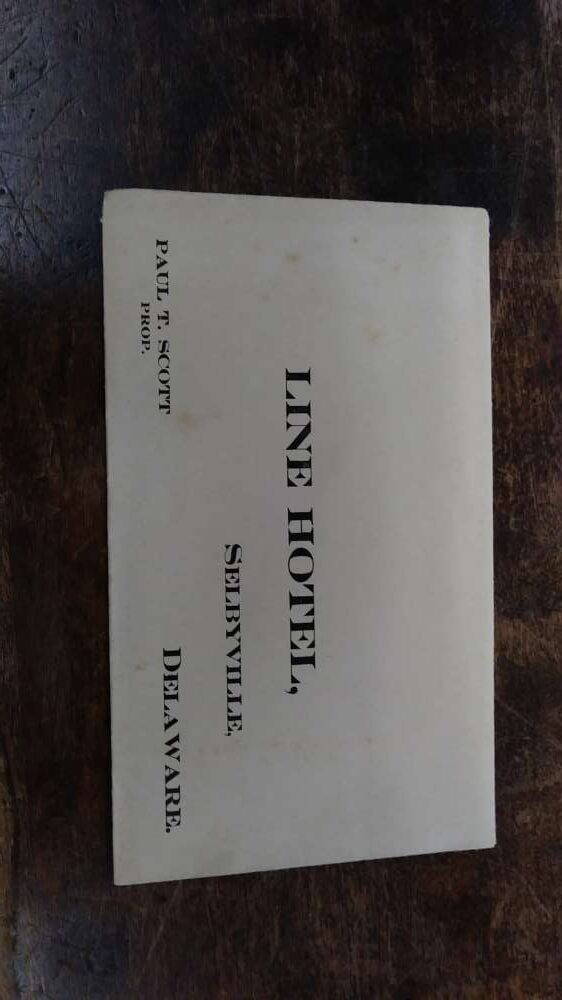 LINE HOTEL,
SELBYVILLE,
PAUL T. SCOTT
PROP.
DELAWARE.